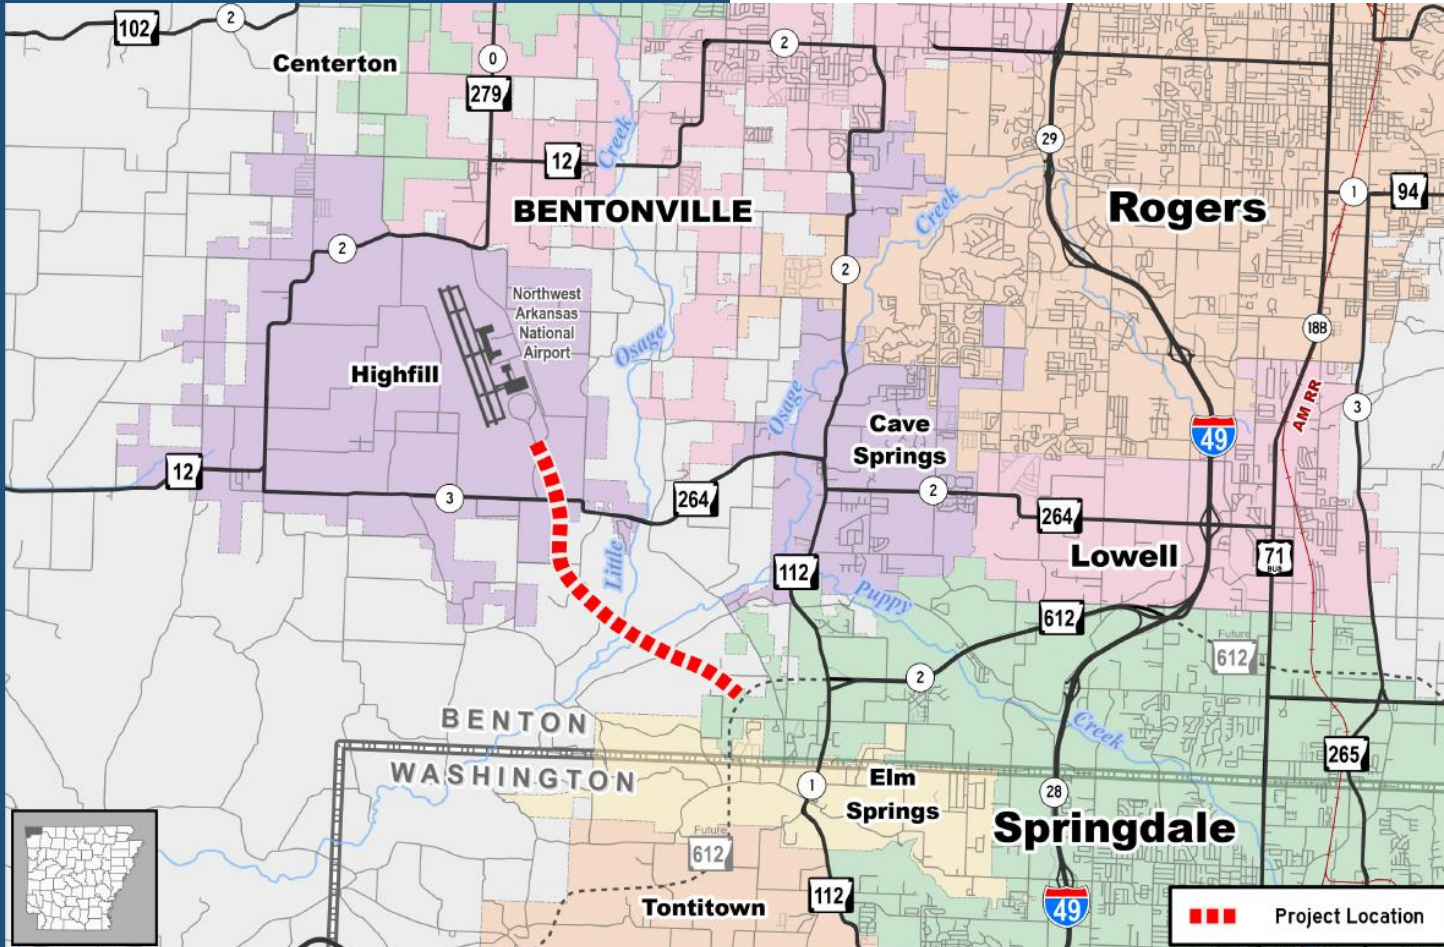 102
2
Centerton
0
279
2
12
Creek
BENTONVILLE
29
Rogers
1
94
Creek
2
2
Northwest
Arkansas
National
Airport
Highfill
Osage
18B
AM RR
3
Osage
Cave
Springs
49
12
3
264
2
264
Lowell
71
BUS
Little
112
Puppy
612
Future
612
2
BENTON
WASHINGTON
Creek
265
1
Elm
Springs
28
Springdale
Future
612
Tontitown
112
49
Project Location